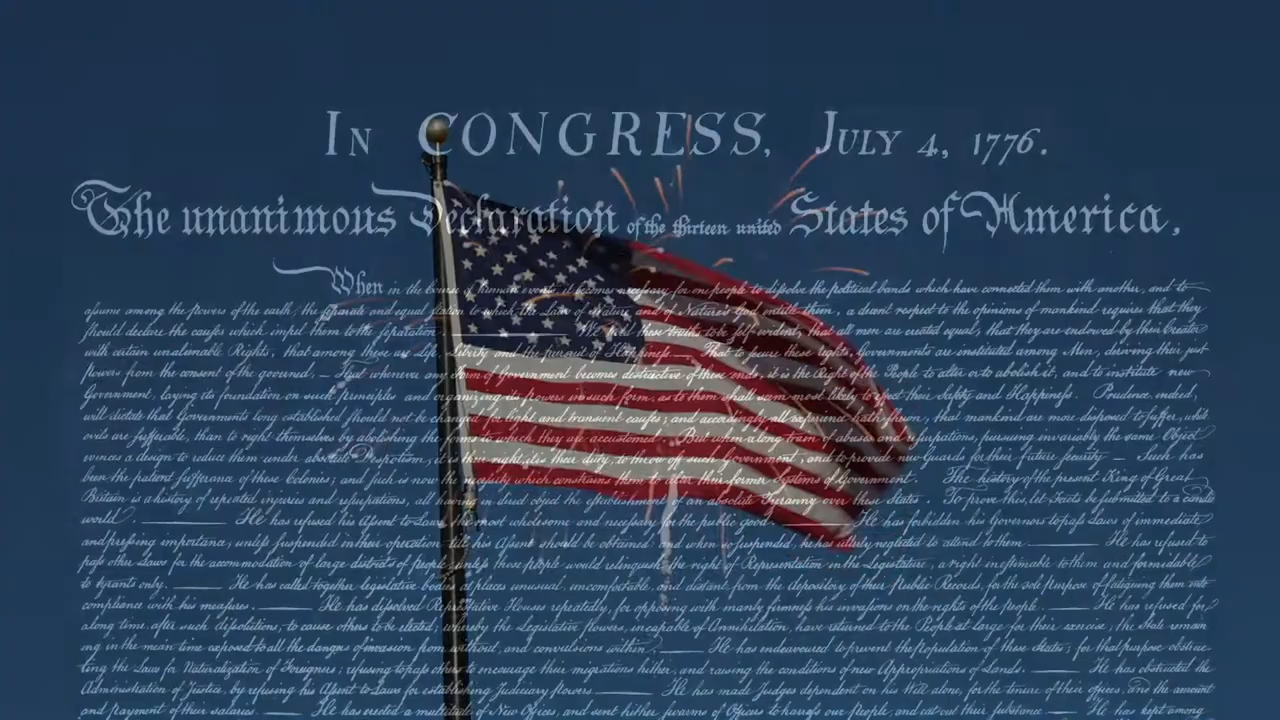 IN CONGRESS, JULY 4, 1776.
The unanimous Declaration of the thirteen united States of America,
When in the Course of human events, it becomes necessary for one people to dissolve the political bands which have connected them with another, and to
assume among the powers of the earth, the separate and equal station to which the Laws of Nature and of Nature's God entitle them, a decent respect to the opinions of mankind requires that they
should declare the causes which impel them to the separation. We hold these truths to be self-evident, that all men are created equal, that they are endowed by their Creator
with certain unalienable Rights, that among these are Life, Liberty and the pursuit of Happiness. — That to secure these rights, Governments are instituted among Men, deriving their just
powers from the consent of the governed, — That whenever any Form of Government becomes destructive of these ends, it is the Right of the People to alter or to abolish it, and to institute new
Government, laying its foundation on such principles and organizing its powers in such form, as to them shall seem most likely to effect their Safety and Happiness. Prudence, indeed,
will dictate that Governments long established should not be changed for light and transient causes; and accordingly all experience hath shewn, that mankind are more disposed to suffer, while
evils are sufferable, than to right themselves by abolishing the forms to which they are accustomed. But when a long train of abuses and usurpations, pursuing invariably the same Object
evinces a design to reduce them under absolute Despotism, it is their right, it is their duty, to throw off such Government, and to provide new Guards for their future security. — Such has
been the patient sufferance of these Colonies; and such is now the necessity which constrains them to alter their former Systems of Government. The history of the present King of Great
Britain is a history of repeated injuries and usurpations, all having in direct object the establishment of an absolute Tyranny over these States. To prove this, let Facts be submitted to a candid
world. — He has refused his Assent to Laws, the most wholesome and necessary for the public good. — He has forbidden his Governors to pass Laws of immediate
and pressing importance, unless suspended in their operation till his Assent should be obtained; and when so suspended, he has utterly neglected to attend to them. — He has refused to
pass other Laws for the accommodation of large districts of people, unless those people would relinquish the right of Representation in the Legislature, a right inestimable to them and formidable
to tyrants only. — He has called together legislative bodies at places unusual, uncomfortable, and distant from the depository of their Public Records, for the sole purpose of fatiguing them into
compliance with his measures. — He has dissolved Representative Houses repeatedly, for opposing with manly firmness his invasions on the rights of the people. — He has refused for
a long time, after such dissolutions, to cause others to be elected; whereby the Legislative powers, incapable of Annihilation, have returned to the People at large for their exercise; the State remain
ing in the mean time exposed to all the dangers of invasion from without, and convulsions within. — He has endeavoured to prevent the population of these States; for that purpose obstruc
ting the Laws for Naturalization of Foreigners; refusing to pass others to encourage their migrations hither, and raising the conditions of new Appropriations of Lands. — He has obstructed the
Administration of Justice, by refusing his Assent to Laws for establishing Judiciary powers. — He has made Judges dependent on his Will alone, for the tenure of their offices, and the amount
and payment of their salaries. — He has erected a multitude of New Offices, and sent hither swarms of Officers to harrass our people, and eat out their substance. — He has kept among